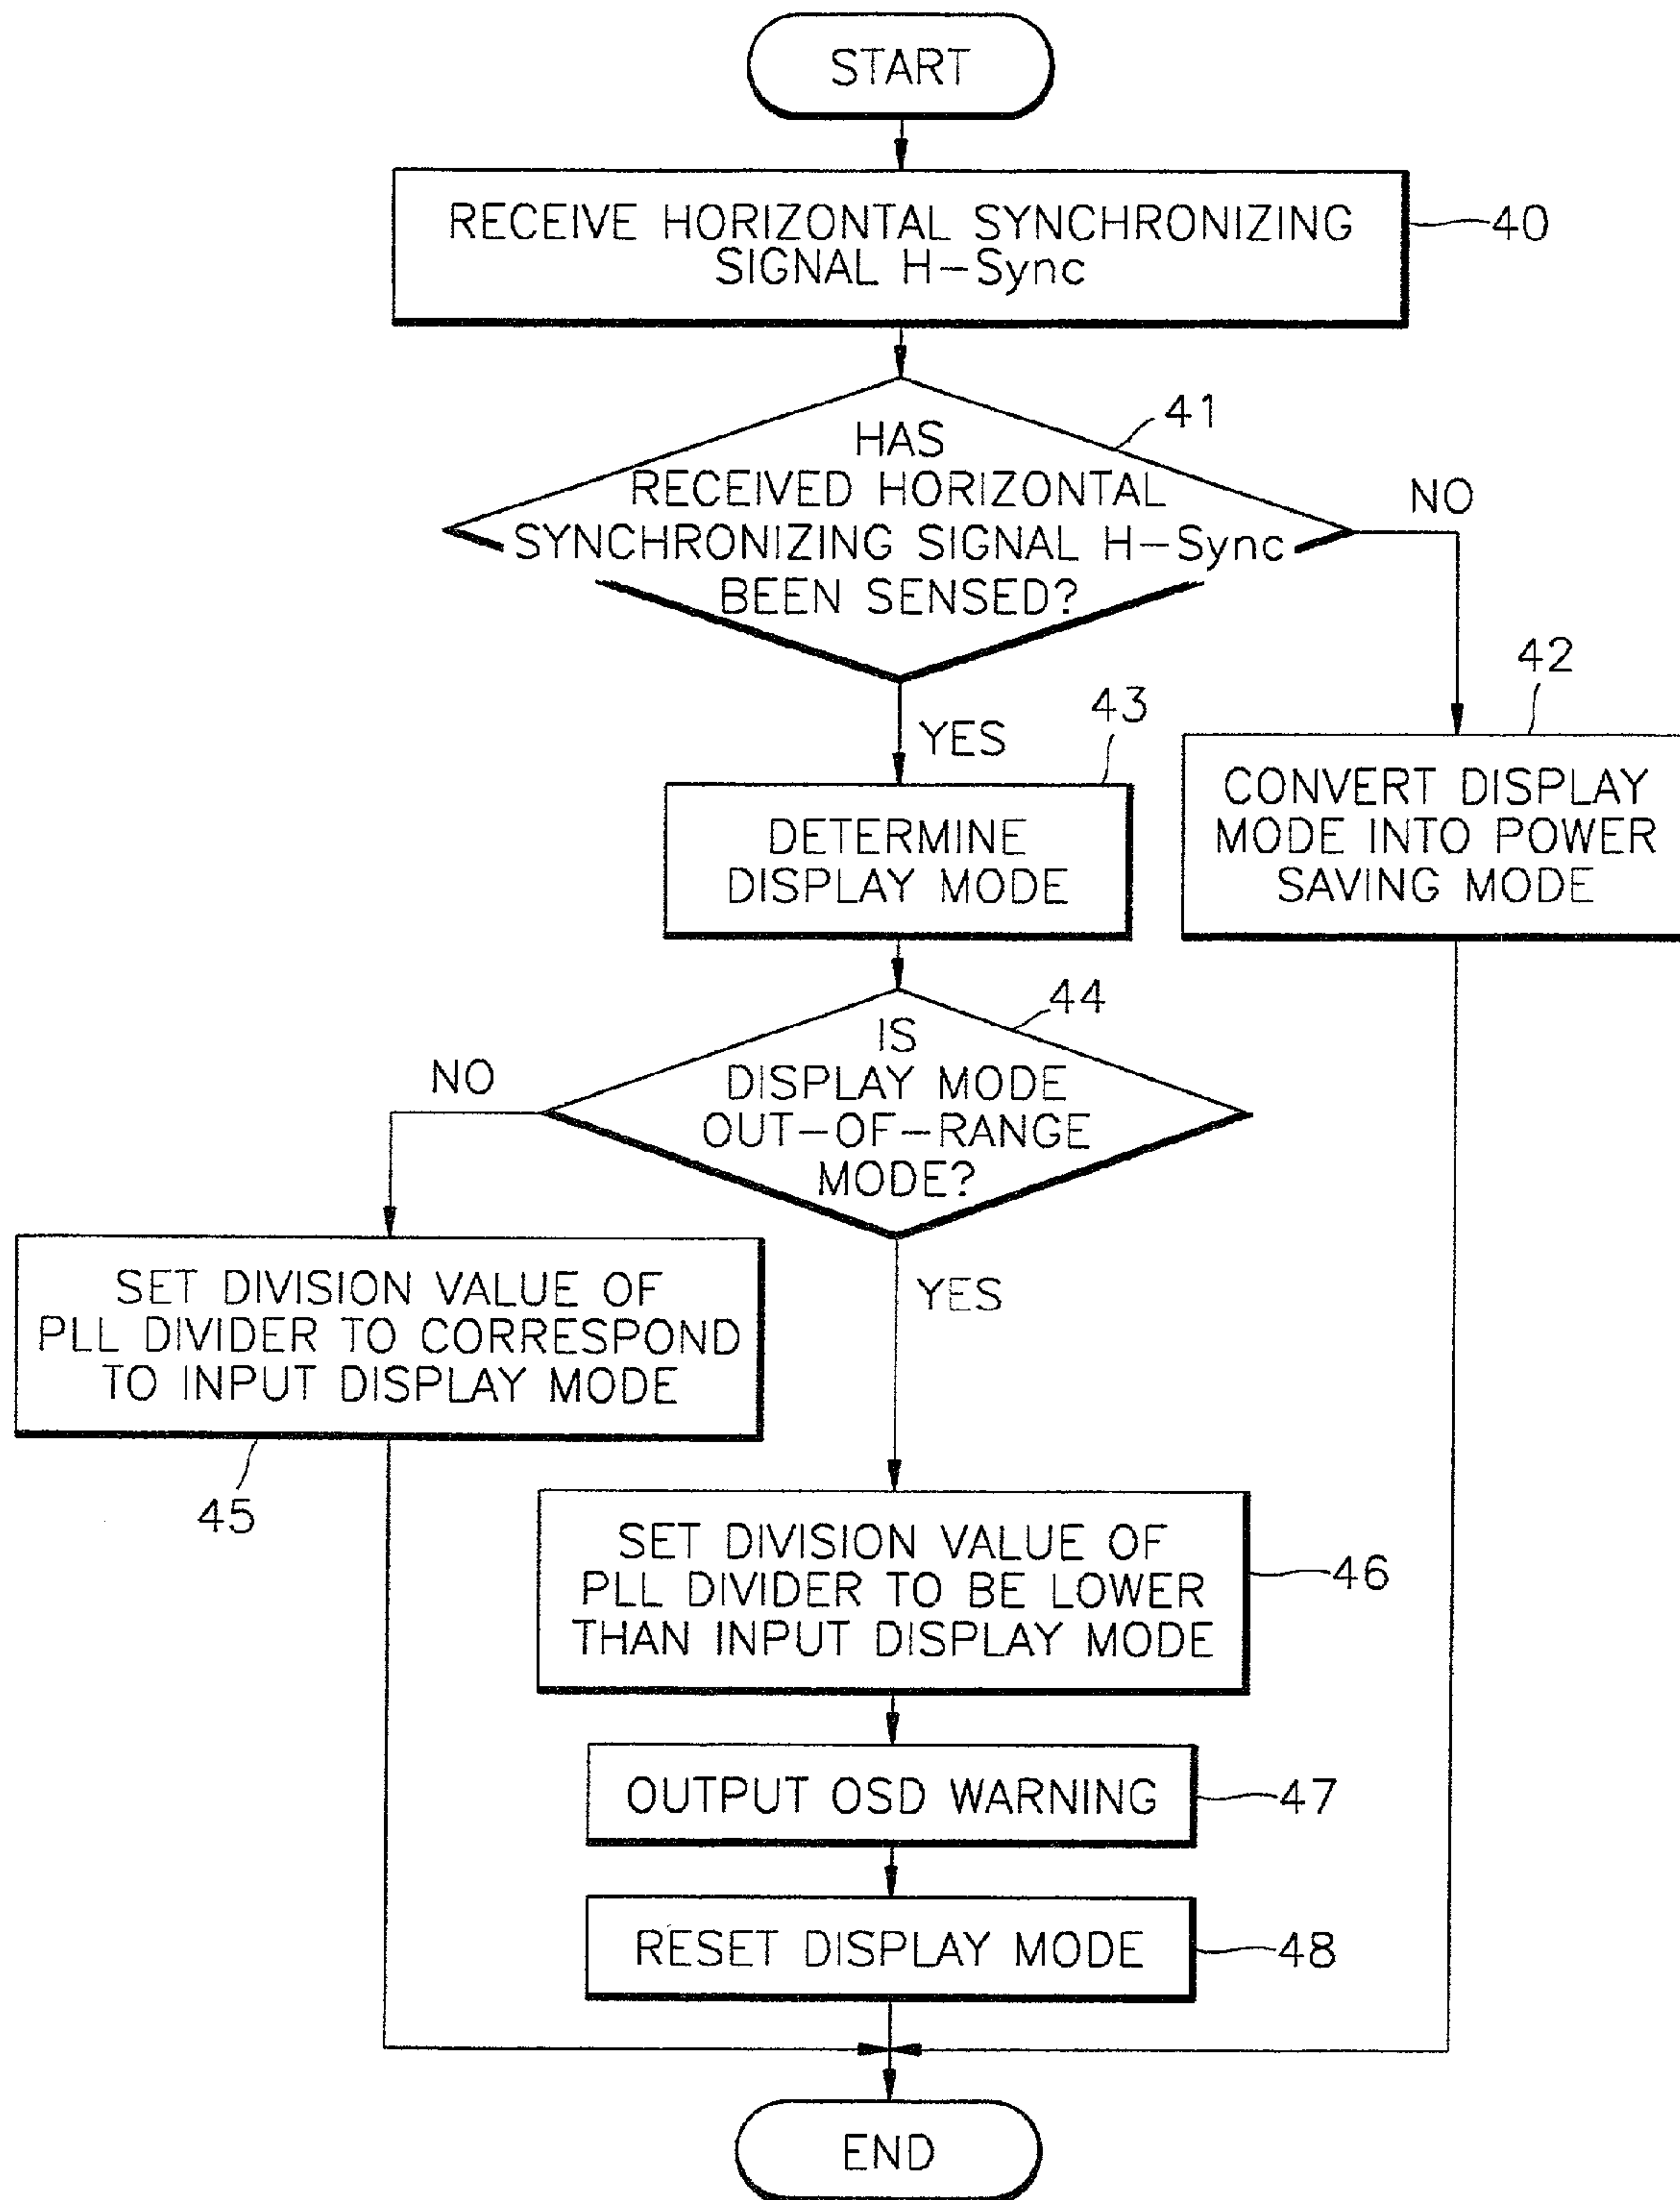 START
RECEIVE HORIZONTAL SYNCHRONIZING
SIGNAL H-Sync
40
HAS
RECEIVED HORIZONTAL
SYNCHRONIZING SIGNAL H-Sync
BEEN SENSED?
41
NO
YES
42
CONVERT DISPLAY
MODE INTO POWER
SAVING MODE
43
DETERMINE
DISPLAY MODE
44
IS
DISPLAY MODE
OUT-OF-RANGE
MODE?
NO
YES
SET DIVISION VALUE OF
PLL DIVIDER TO CORRESPOND
TO INPUT DISPLAY MODE
45
SET DIVISION VALUE OF
PLL DIVIDER TO BE LOWER
THAN INPUT DISPLAY MODE
46
OUTPUT OSD WARNING
47
RESET DISPLAY MODE
48
END